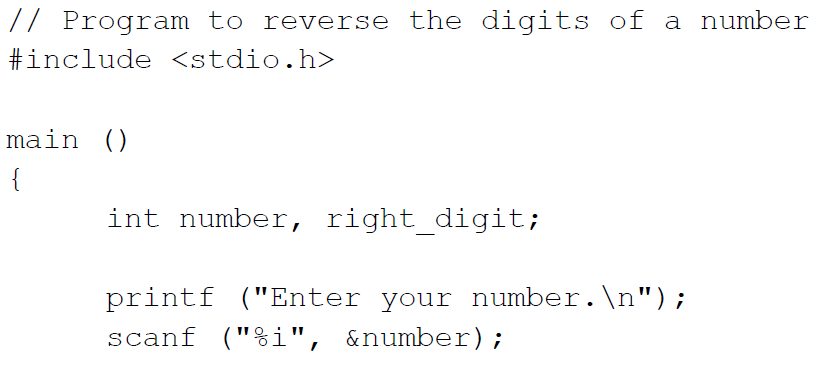 // Program to reverse the digits of a number
#include <stdio.h>
main ()
{
int number, right_digit;
printf ("Enter your number.\n");
scanf ("%i", &number);